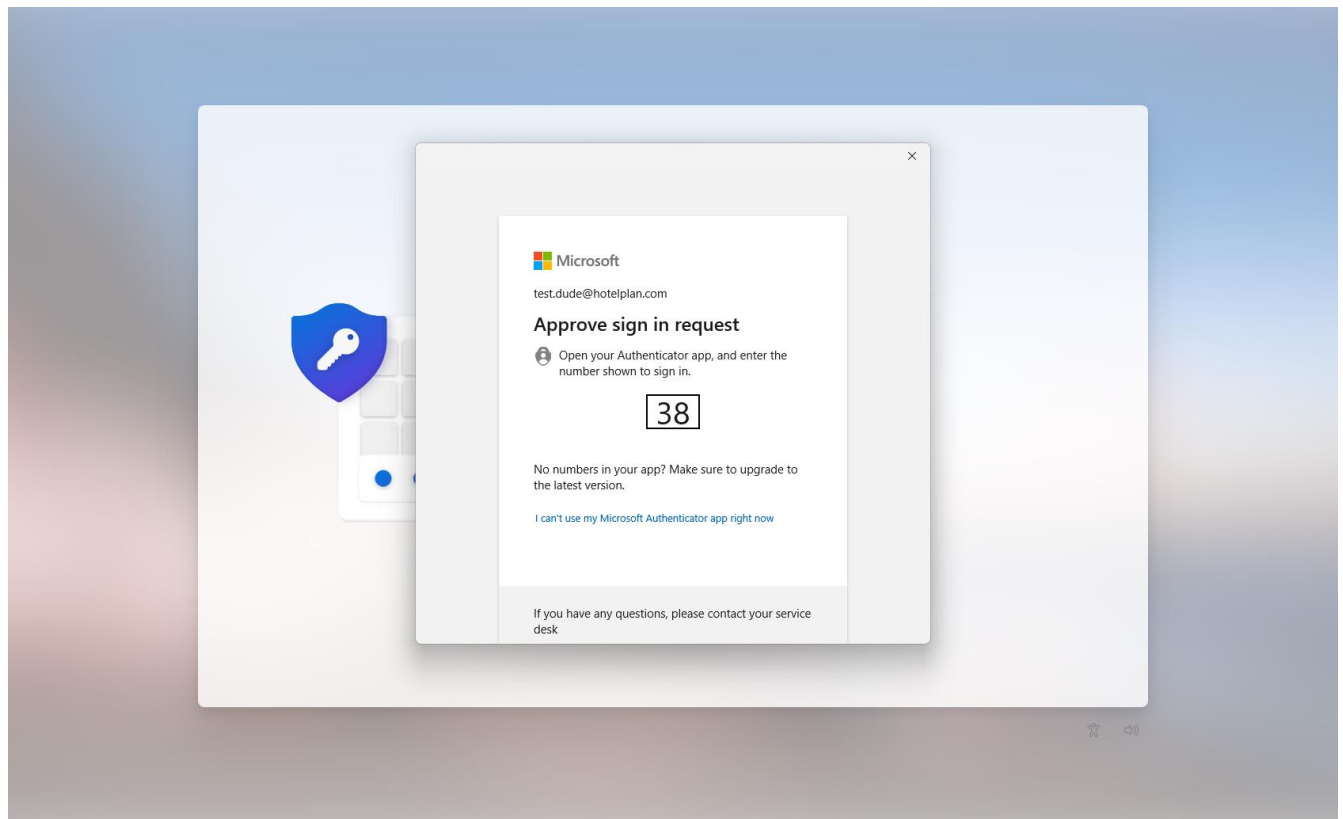 Microsoft
test.dude@hotelplan.com
Approve sign in request
Open your Authenticator app, and enter the
number shown to sign in.
38
No numbers in your app? Make sure to upgrade to
the latest version.
I can't use my Microsoft Authenticator app right now
If you have any questions, please contact your service
desk